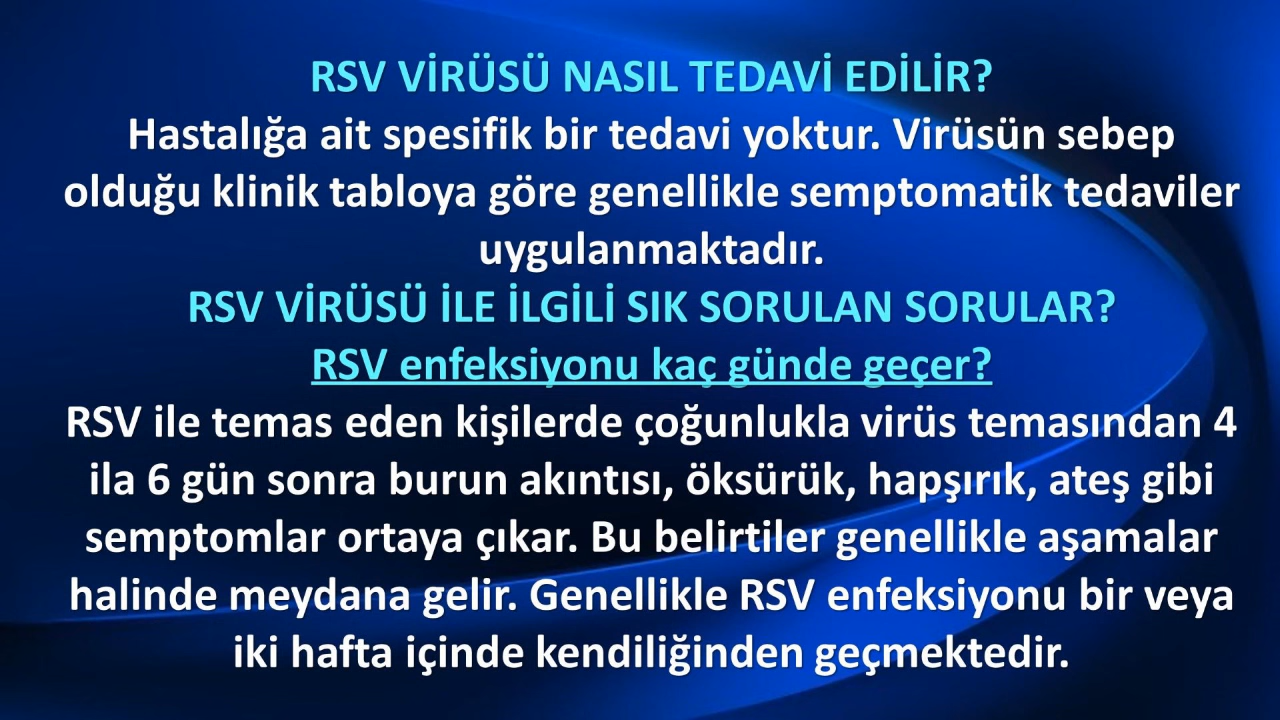 RSV VİRÜSÜ NASIL TEDAVİ EDİLİR?
Hastalığa ait spesifik bir tedavi yoktur. Virüsün sebep
olduğu klinik tabloya göre genellikle semptomatik tedaviler
uygulanmaktadır.
RSV VİRÜSÜ İLE İLGİLİ SIK SORULAN SORULAR?
RSV enfeksiyonu kaç günde geçer?
RSV ile temas eden kişilerde çoğunlukla virüs temasından 4
ila 6 gün sonra burun akıntısı, öksürük, hapşırık, ateş gibi
semptomlar ortaya çıkar. Bu belirtiler genellikle aşamalar
halinde meydana gelir. Genellikle RSV enfeksiyonu bir veya
iki hafta içinde kendiliğinden geçmektedir.